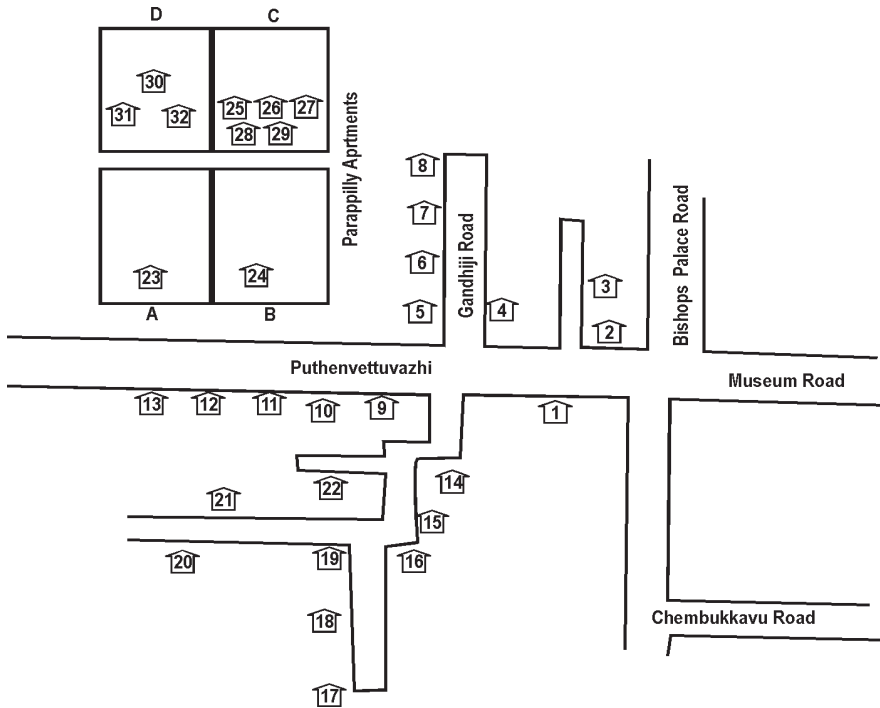 D C
30
31 32 25 26 27
28 29
Parappilly Aprtments
23 24
A B
8
7
6
5
Gandhiji Road
4
3
2
Bishops Palace Road
Puthenvettuvazhi
Museum Road
13 12 11 10 9
1
14
22
21
15
20
19
16
18
17
Chembukkavu Road